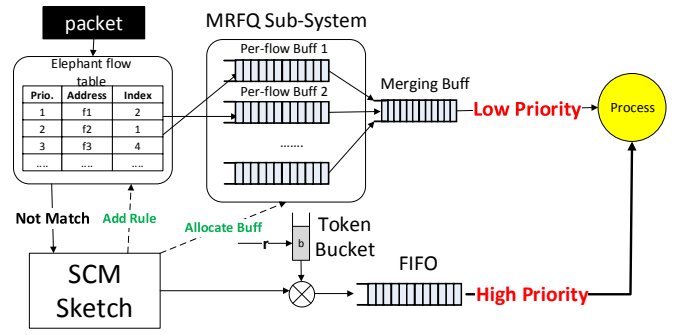 packet
MRFQ Sub-System
Elephant flow
table
Prio. Address Index
1 f1 2
2 f2 1
3 f3 4
.... .... ....
Per-flow Buff 1
Per-flow Buff 2
.......
Merging Buff
Low Priority
Process
Not Match
Add Rule
Allocate Buff
SCM
Sketch
r
b
Token
Bucket
FIFO
High Priority